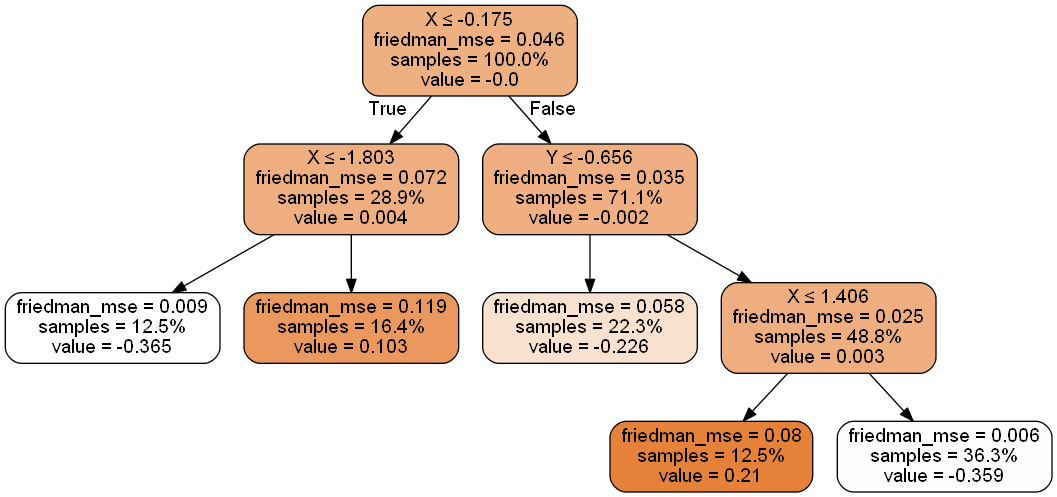 X ≤ -0.175
friedman_mse = 0.046
samples = 100.0%
value = -0.0
True
False
X ≤ -1.803
friedman_mse = 0.072
samples = 28.9%
value = 0.004
Y ≤ -0.656
friedman_mse = 0.035
samples = 71.1%
value = -0.002
friedman_mse = 0.009
samples = 12.5%
value = -0.365
friedman_mse = 0.119
samples = 16.4%
value = 0.103
friedman_mse = 0.058
samples = 22.3%
value = -0.226
X ≤ 1.406
friedman_mse = 0.025
samples = 48.8%
value = 0.003
friedman_mse = 0.08
samples = 12.5%
value = 0.21
friedman_mse = 0.006
samples = 36.3%
value = -0.359